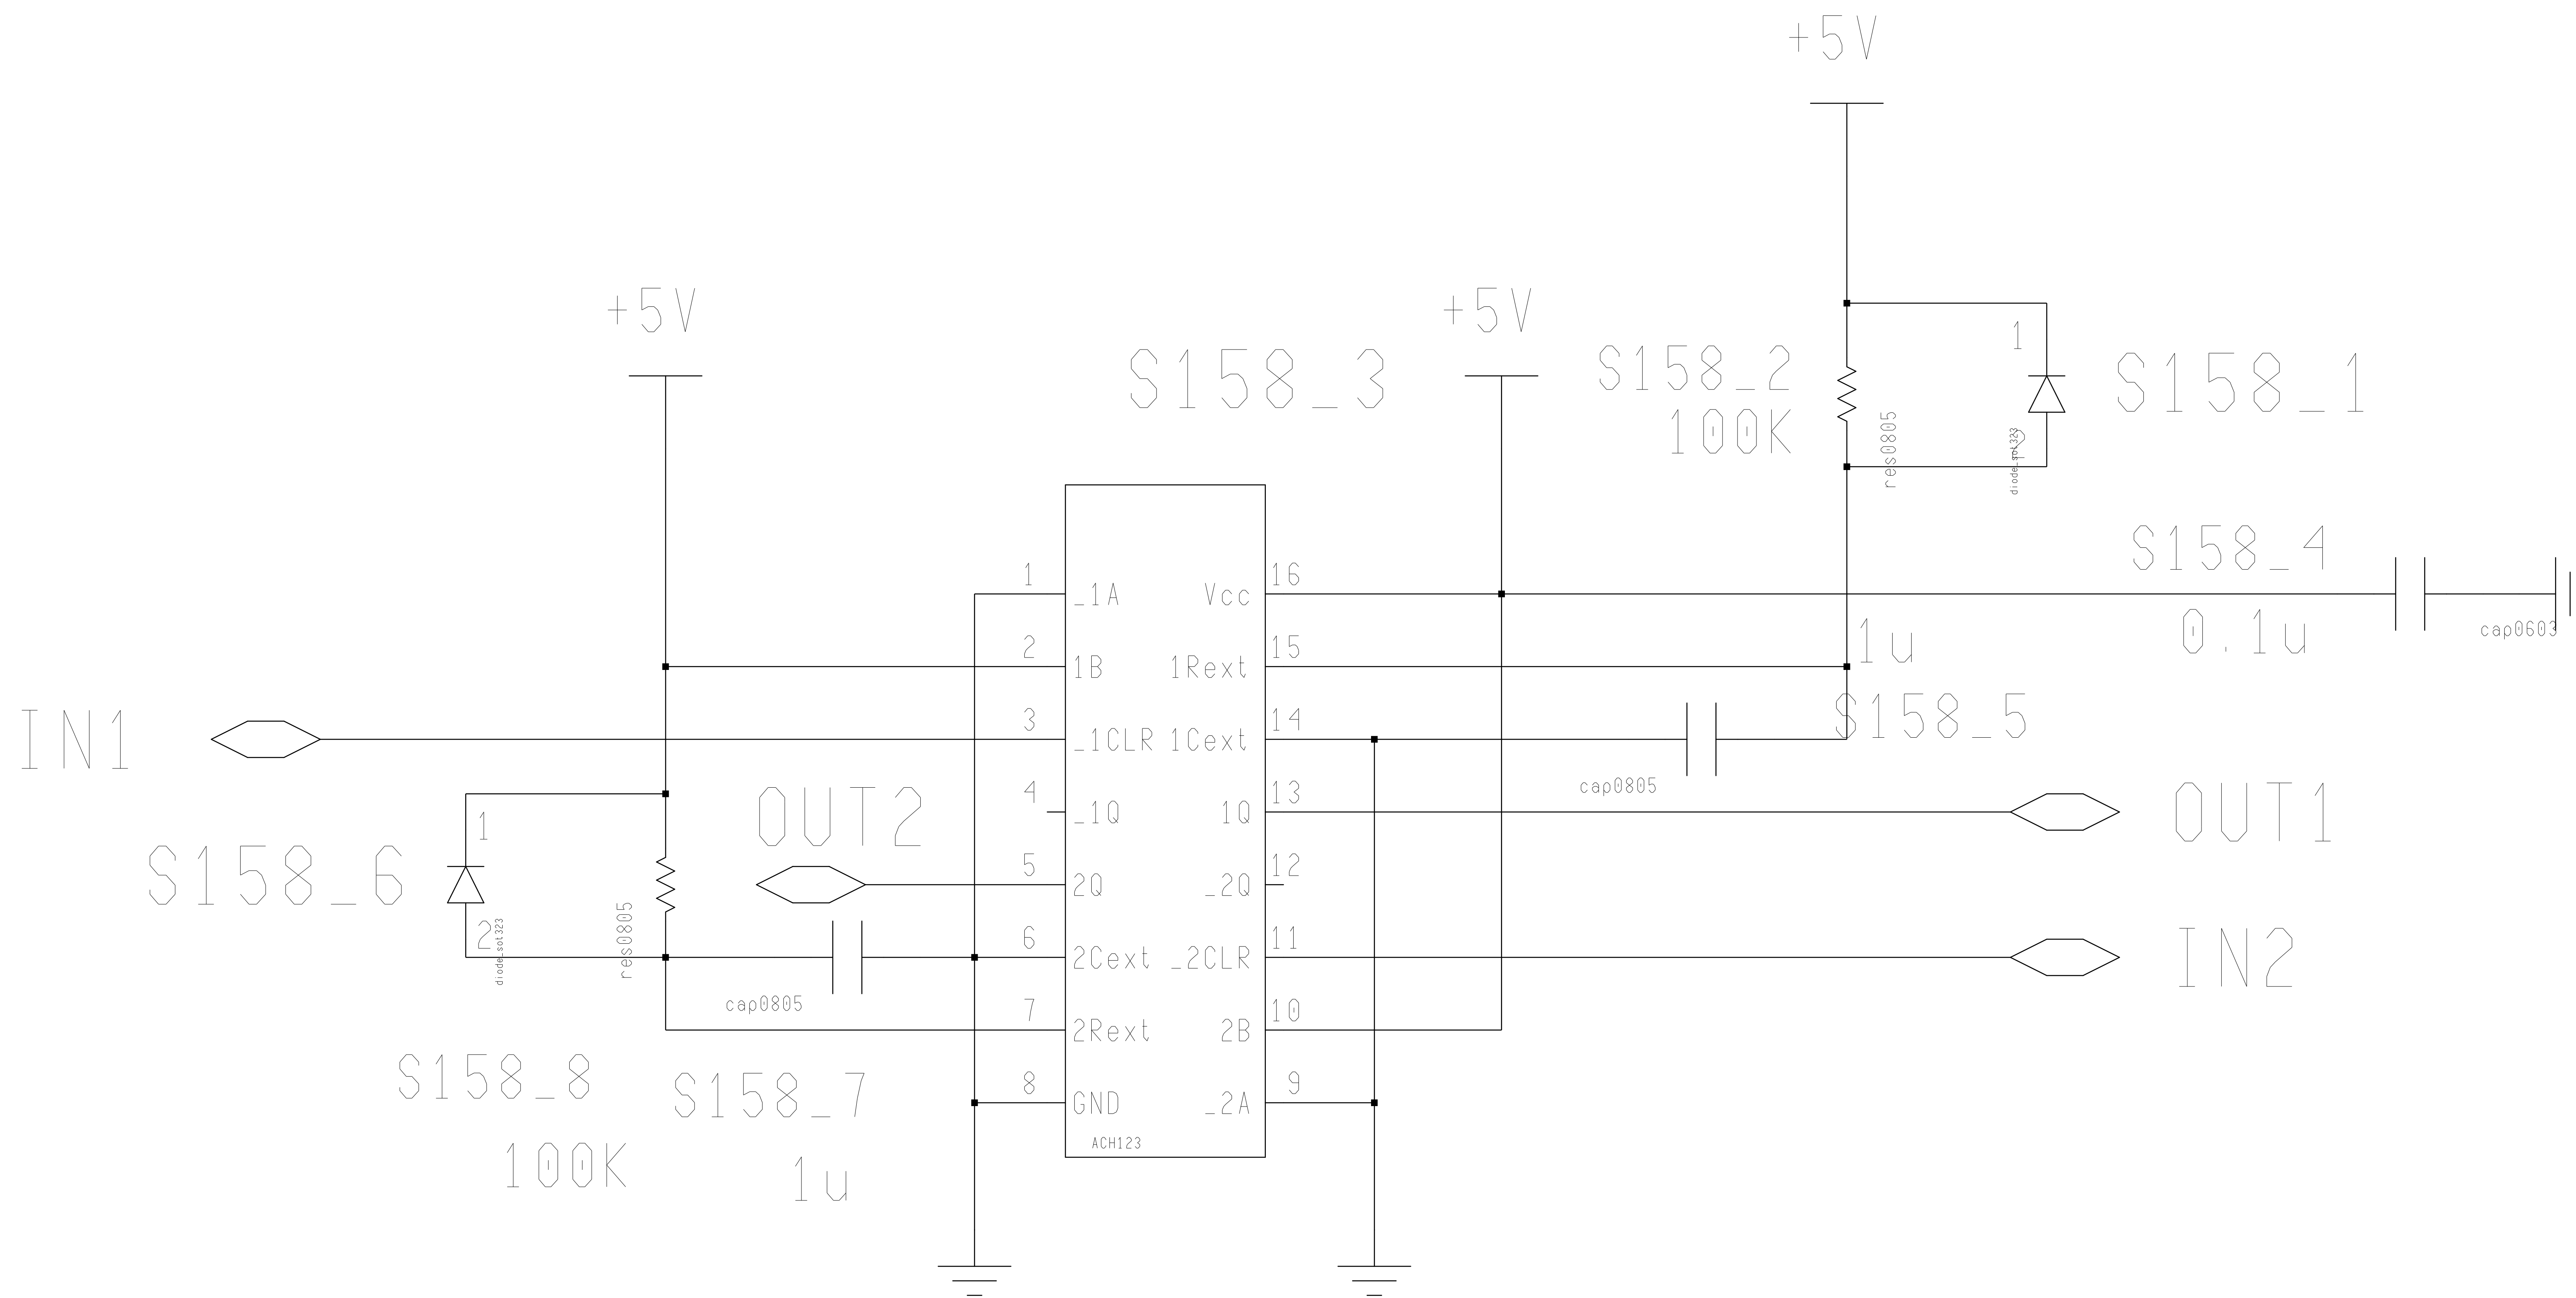 +5V
+5V
+5V
S158_3
S158_2
100K
res0805
1
2
diode_sot323
S158_1
S158_4
0.1u
cap0603
1 _1A
2 1B
3 _1CLR
4 _1Q
5 2Q
6 2Cext
7 2Rext
8 GND
Vcc 16
1Rext 15
1Cext 14
1Q 13
_2Q 12
_2CLR 11
2B 10
_2A 9
ACH123
1u
S158_5
cap0805
IN1
OUT2
OUT1
IN2
S158_6
1
2
diode_sot323
res0805
cap0805
S158_8
100K
S158_7
1u